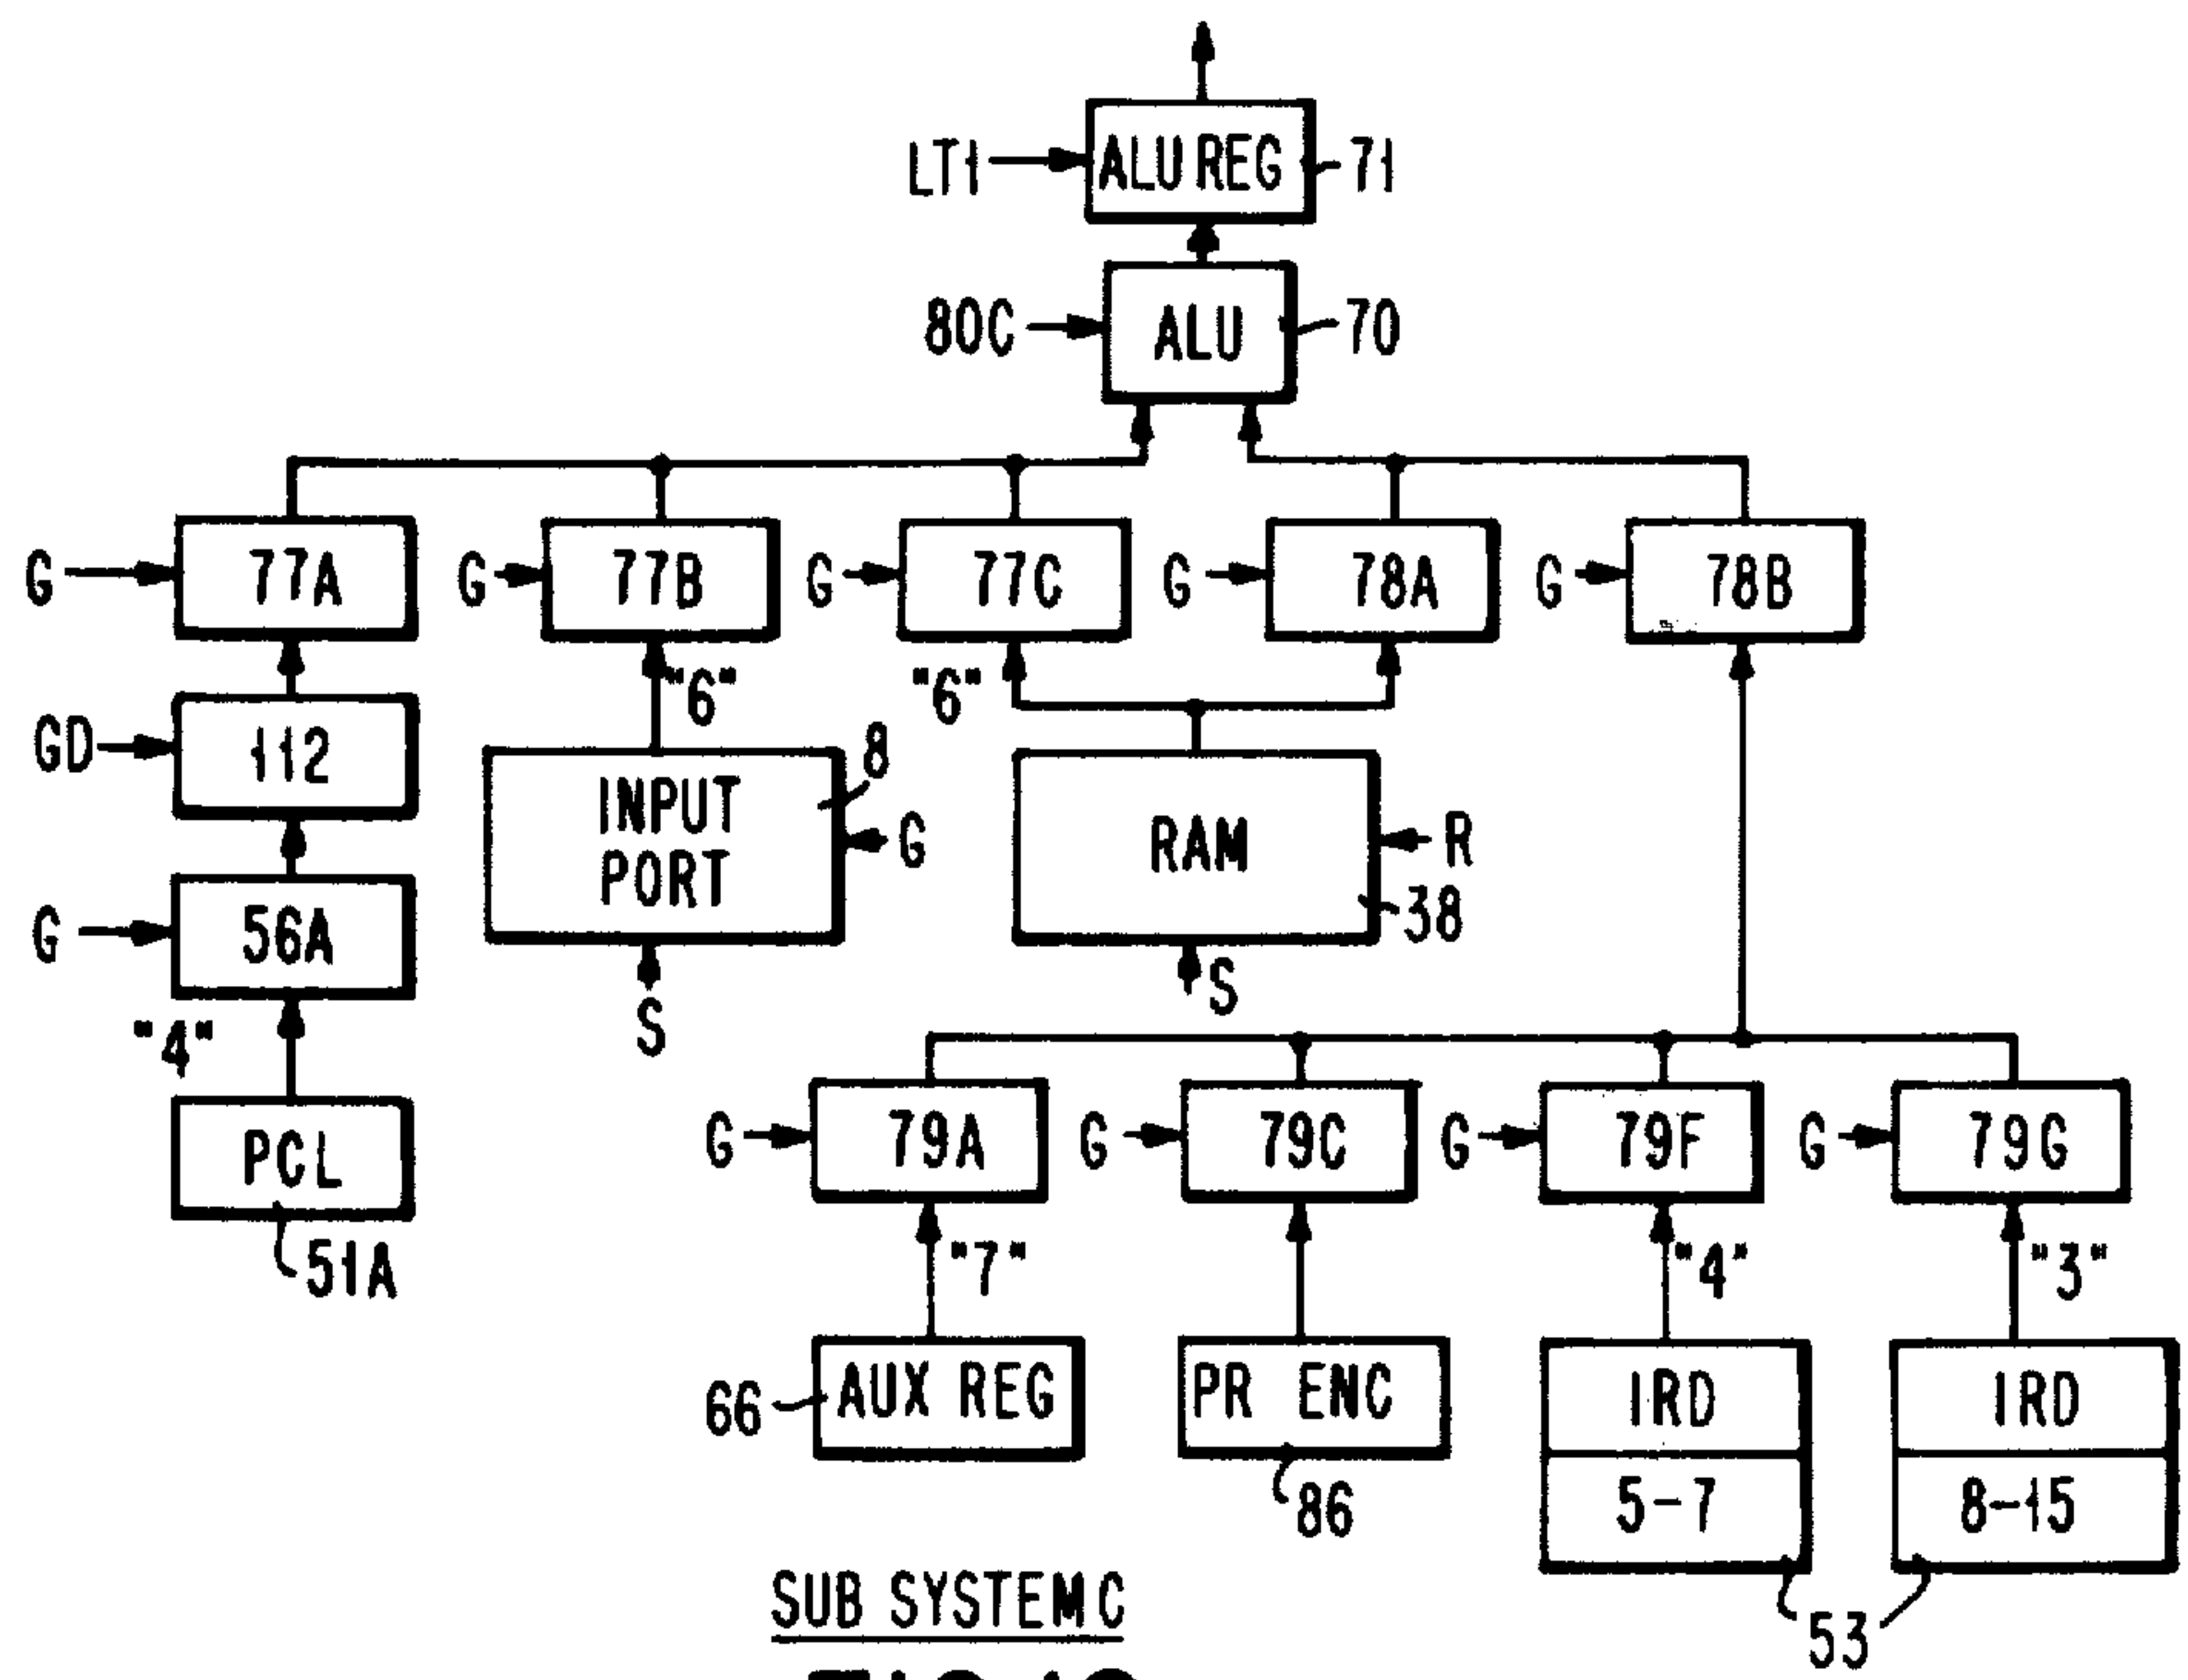 LT1 ALU REG 71
80C ALU 70
G 77A G 77B G 77C G 78A G 78B
"6" "6"
GD 112 8
INPUT PORT G RAM R
38
G 56A
"4" S S
PCL G 79A G 79C G 79F G 79G
51A "7" "4" "3"
66 AUX REG PR ENC IRD IRD
86 5-7 8-15
SUB SYSTEM C
53